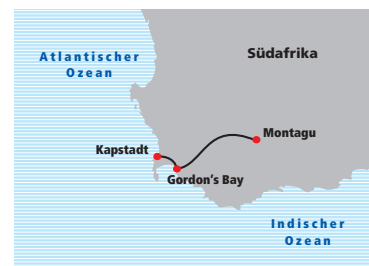 Atlantischer
Ozean
Südafrika
Montagu
Kapstadt
Gordon's Bay
Indischer
Ozean